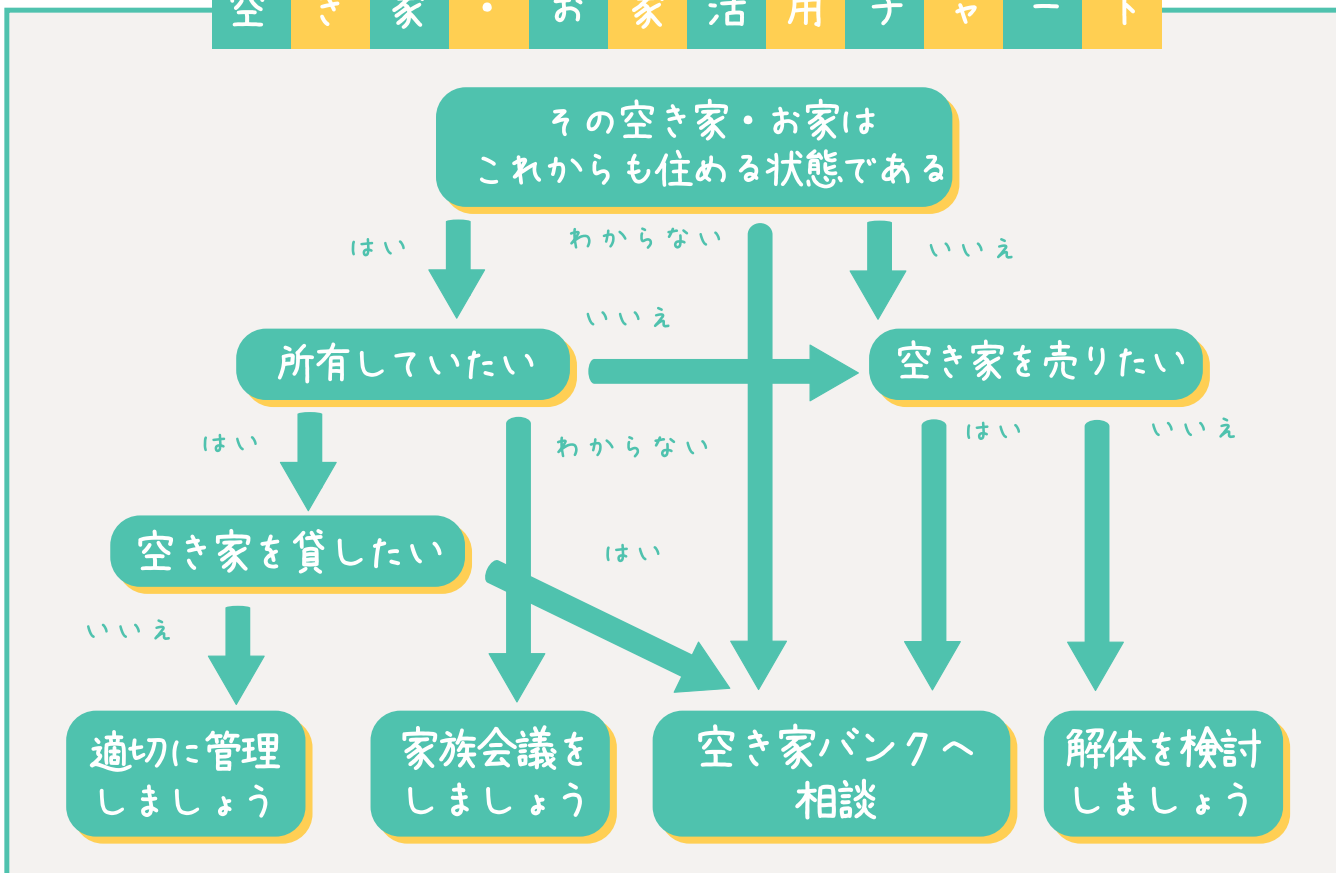 空き家・お家活用チャート
その空き家・お家は
これからも住める状態である
はい
わからない
いいえ
いいえ
所有していたい
空き家を売りたい
はい
わからない
はい
いいえ
空き家を貸したい
はい
いいえ
適切に管理
しましょう
家族会議を
しましょう
空き家バンクへ
相談
解体を検討
しましょう